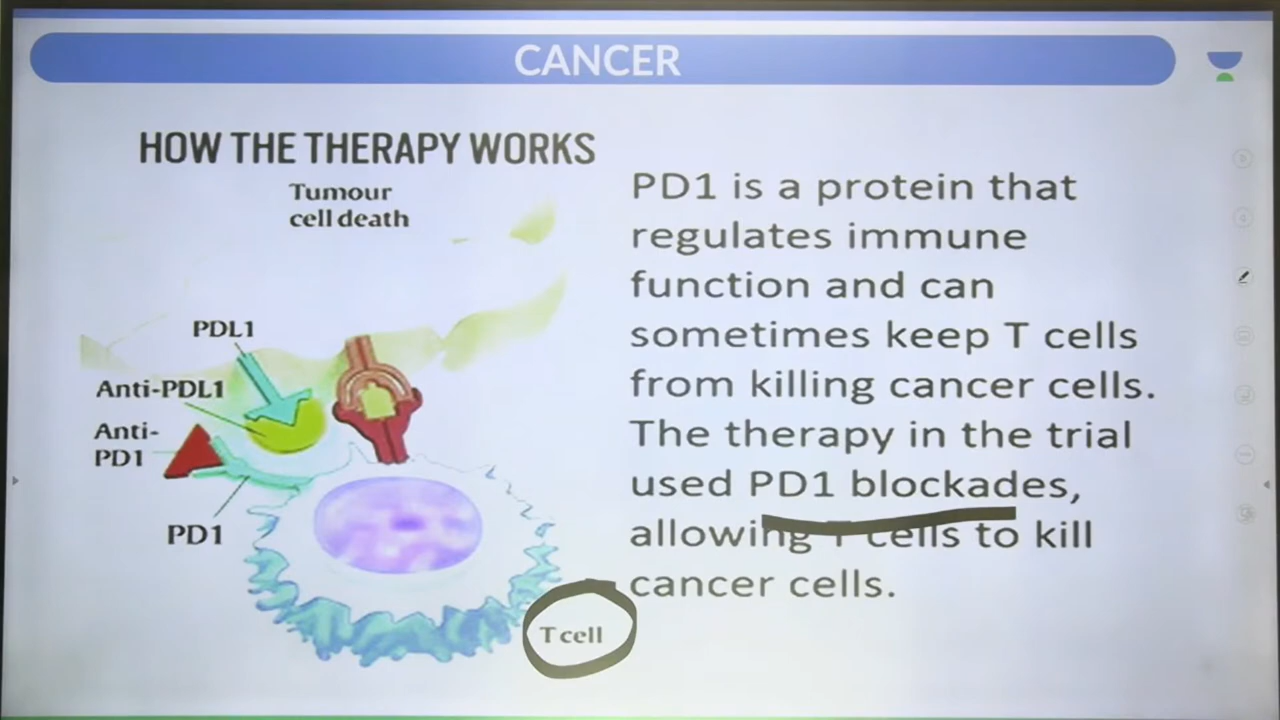 CANCER
HOW THE THERAPY WORKS
Tumour
cell death
PDL1
Anti-PDL1
Anti-
PD1
PD1
T cell
PD1 is a protein that
regulates immune
function and can
sometimes keep T cells
from killing cancer cells.
The therapy in the trial
used PD1 blockades,
allowing T cells to kill
cancer cells.